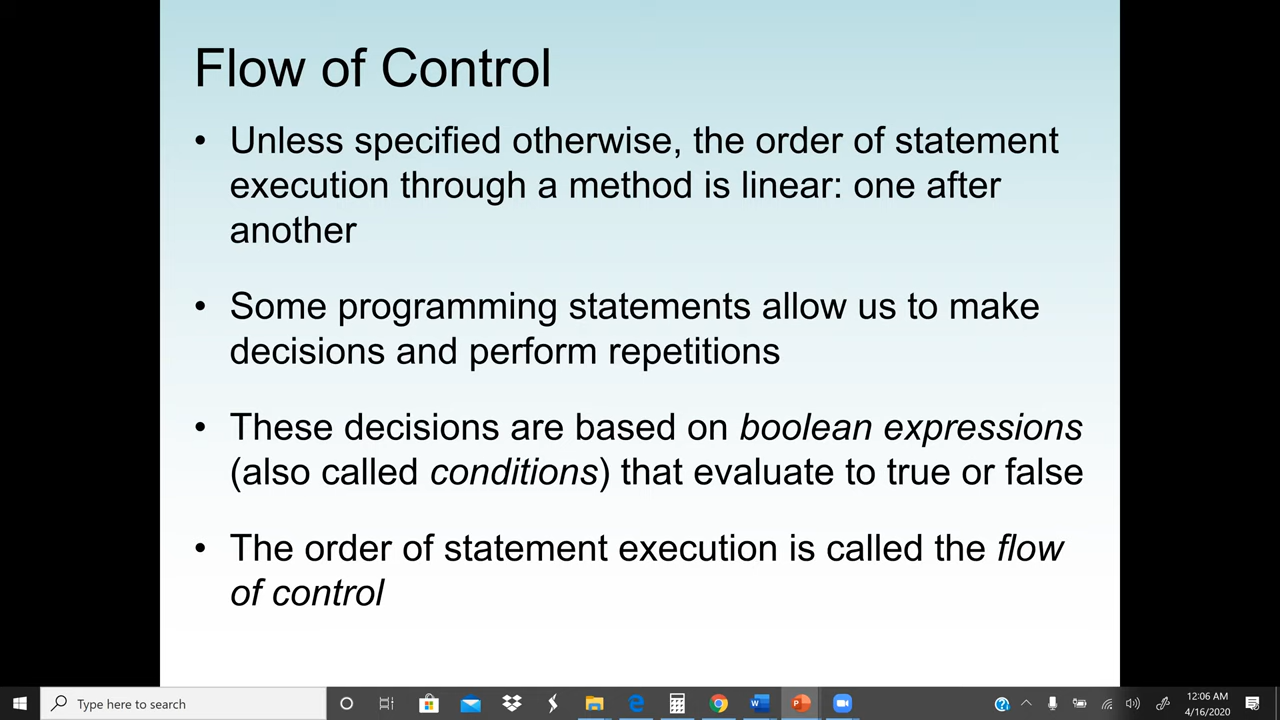 Flow of Control
• Unless specified otherwise, the order of statement
execution through a method is linear: one after
another
• Some programming statements allow us to make
decisions and perform repetitions
• These decisions are based on boolean expressions
(also called conditions) that evaluate to true or false
• The order of statement execution is called the flow
of control
Type here to search
12:06 AM
4/16/2020